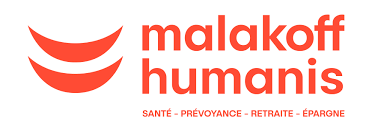 malakoff
humanis
SANTÉ – PRÉVOYANCE – RETRAITE – ÉPARGNE